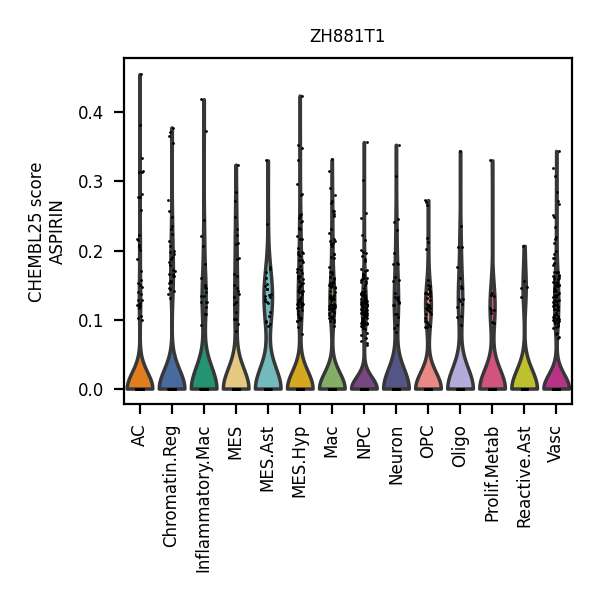 ZH881T1
CHEMBL25 score
ASPIRIN
0.4
0.3
0.2
0.1
0.0
AC
Chromatin.Reg
Inflammatory.Mac
MES
MES.Ast
MES.Hyp
Mac
NPC
Neuron
OPC
Oligo
Prolif.Metab
Reactive.Ast
Vasc